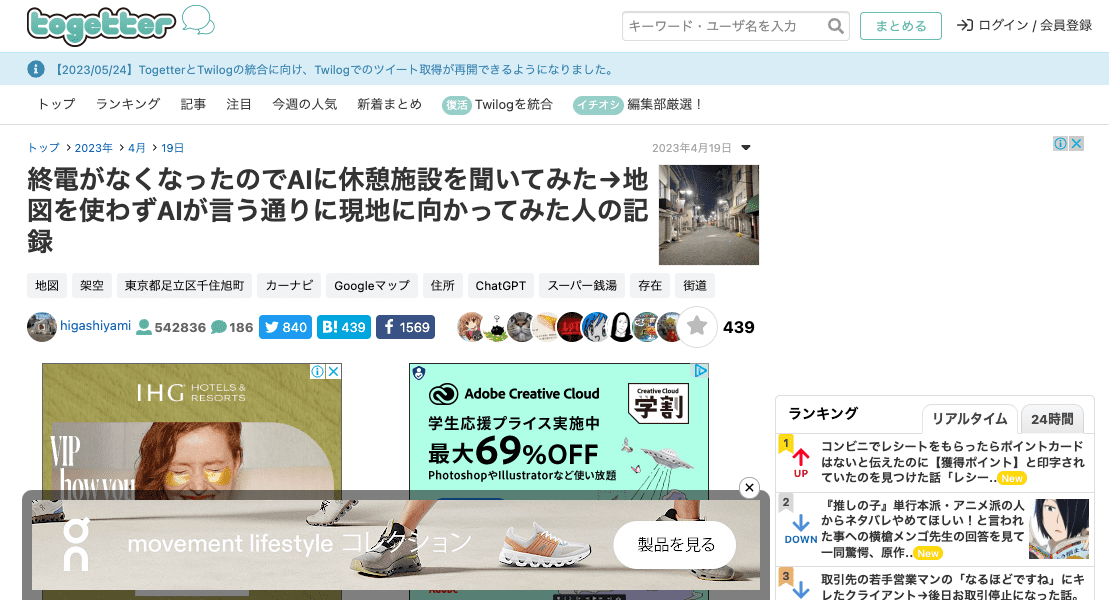 togetter
キーワード・ユーザ名を入力
まとめる
ログイン / 会員登録
【2023/05/24】TogetterとTwilogの統合に向け、Twilogでのツイート取得が再開できるようになりました。
トップ ランキング 記事 注目 今週の人気 新着まとめ 復活 Twilogを統合 イチオシ 編集部厳選！
トップ 2023年 4月 19日
2023年4月19日
終電がなくなったのでAIに休憩施設を聞いてみた→地
図を使わずAIが言う通りに現地に向かってみた人の記
録
地図 架空 東京都足立区千住旭町 カーナビ Googleマップ 住所 ChatGPT スーパー銭湯 存在 街道
higashiyami 542836 186 840 B! 439 1569 439
IHG HOTELS &
RESORTS
VIP
how you
Adobe Creative Cloud
Creative Cloud
学割
学生応援プライス実施中
最大69%OFF
PhotoshopやIllustratorなど使い放題
Adobe
on
movement lifestyle コレクション
製品を見る
ランキング リアルタイム 24時間
1
UP
コンビニでレシートをもらったらポイントカード
はないと伝えたのに【獲得ポイント】と印字され
ていたのを見つけた話「レシー.. New
2
DOWN
『推しの子』単行本派・アニメ派の人
からネタバレやめてほしい！と言われ
た事への横槍メンゴ先生の回答を見て
一同驚愕、原作.. New
3
取引先の若手営業マンの「なるほどですね」にキ
レたクライアント→後日お取引停止になった話。